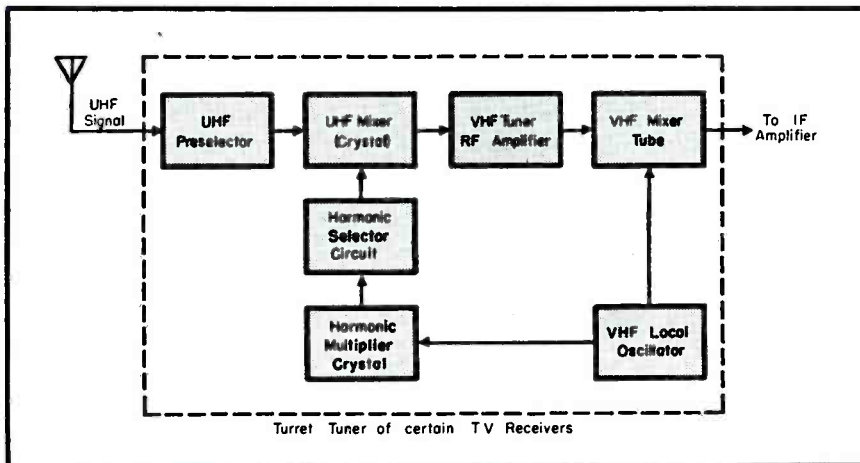 UHF
Signal
UHF
Preselector
UHF Mixer
(Crystal)
VHF Tuner
RF Amplifier
VHF Mixer
Tube
To IF
Amplifier
Harmonic
Selector
Circuit
Harmonic
Multiplier
Crystal
VHF Local
Oscillator
Turret Tuner of certain TV Receivers